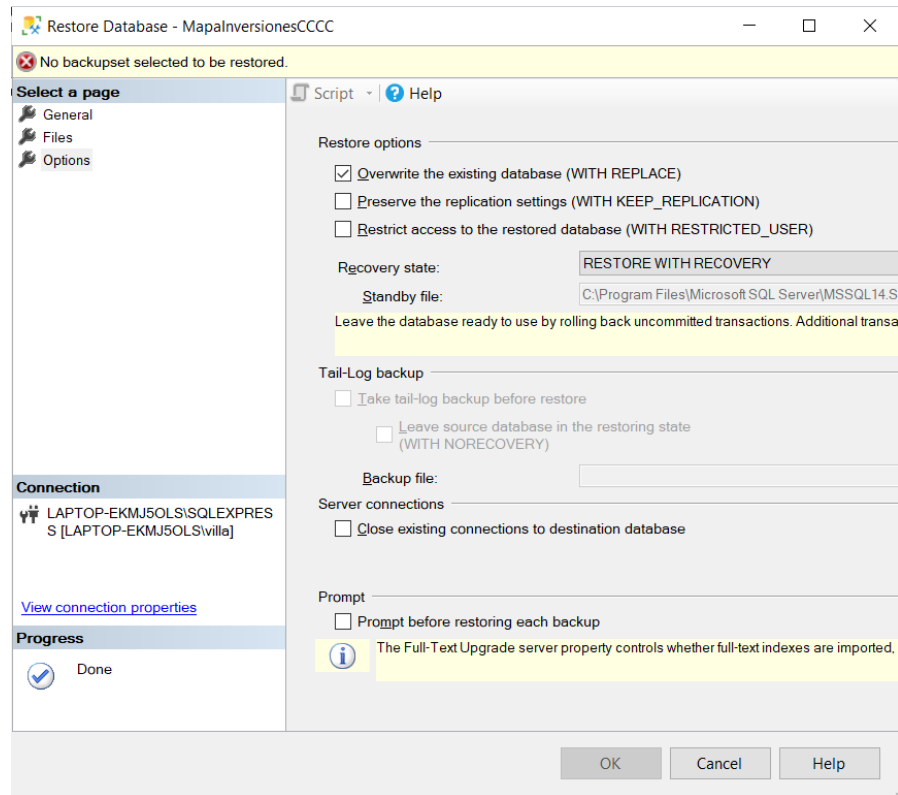 Restore Database - MapaInversionesCCCC
No backupset selected to be restored.
Select a page
General
Files
Options
Script
Help
Restore options
Overwrite the existing database (WITH REPLACE)
Preserve the replication settings (WITH KEEP_REPLICATION)
Restrict access to the restored database (WITH RESTRICTED_USER)
Recovery state:
RESTORE WITH RECOVERY
Standby file:
C:\Program Files\Microsoft SQL Server\MSSQL14.S
Leave the database ready to use by rolling back uncommitted transactions. Additional transa
Tail-Log backup
Take tail-log backup before restore
Leave source database in the restoring state
(WITH NORECOVERY)
Backup file:
Connection
LAPTOP-EKMJ5OLS\SQLEXPRES
S [LAPTOP-EKMJ5OLS\villa]
View connection properties
Server connections
Close existing connections to destination database
Prompt
Prompt before restoring each backup
The Full-Text Upgrade server property controls whether full-text indexes are imported,
Progress
Done
OK
Cancel
Help